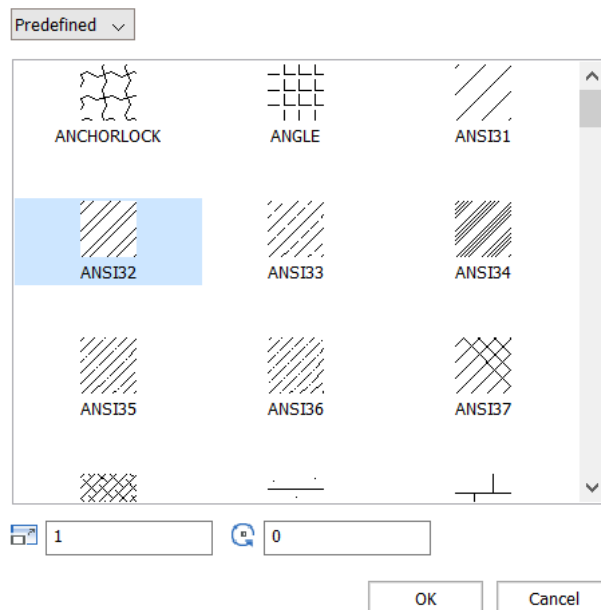 Predefined
ANCHORLOCK ANGLE ANSI31
ANSI32 ANSI33 ANSI34
ANSI35 ANSI36 ANSI37
1 0
OK Cancel